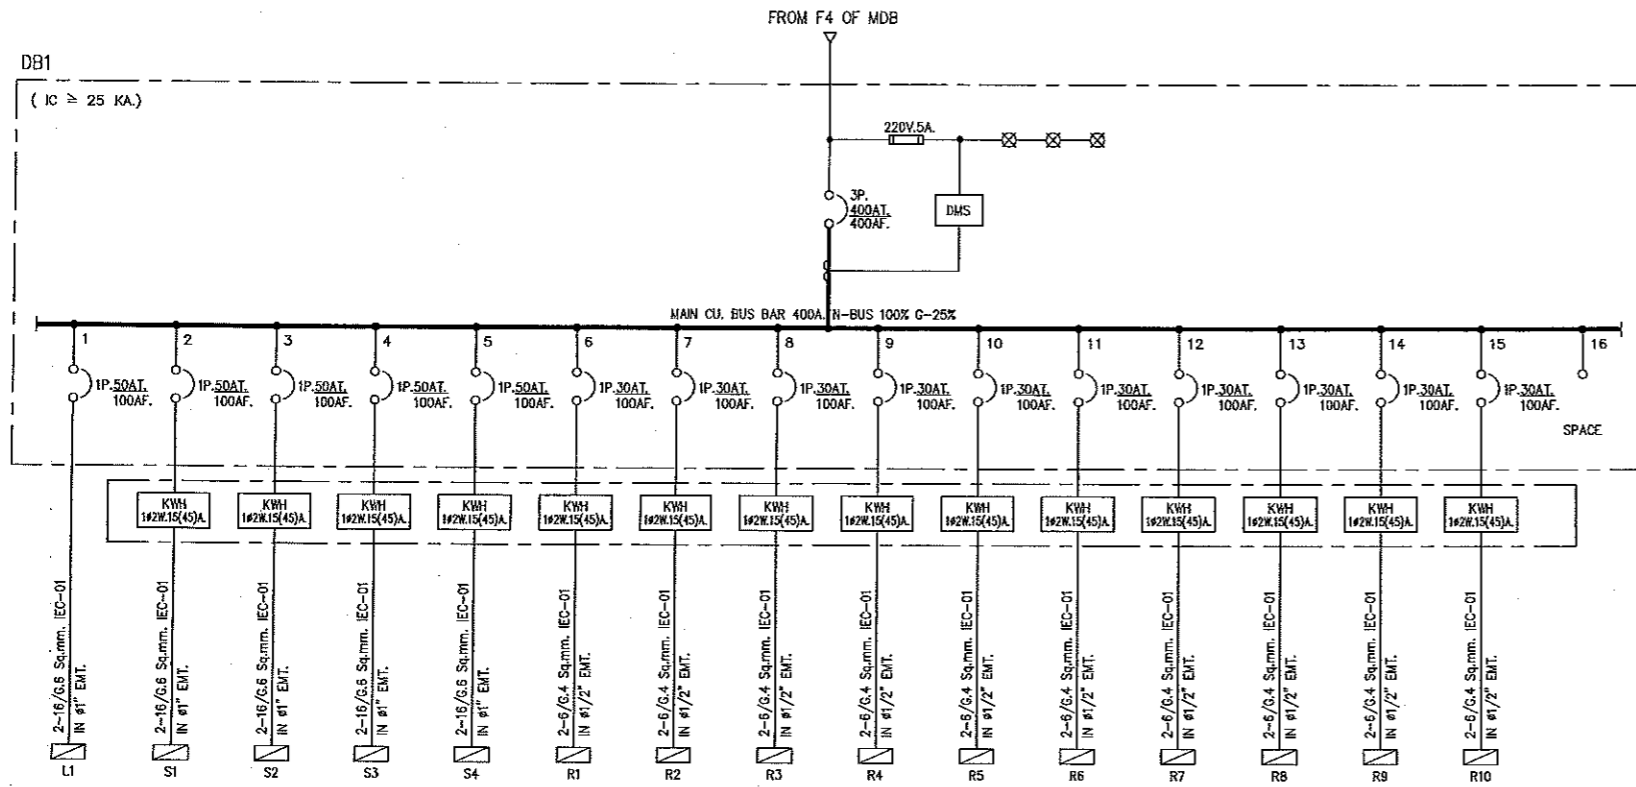 FROM F4 OF MDB
DB1
( IC ≥ 25 KA.)
220V.5A.
3P.
400AT.
400AF.
DMS
MAIN CU. BUS BAR 400A. N-BUS 100% G-25%
1 2 3 4 5 6 7 8 9 10 11 12 13 14 15 16
1P.50AT. 1P.50AT. 1P.50AT. 1P.50AT. 1P.50AT. 1P.30AT. 1P.30AT. 1P.30AT. 1P.30AT. 1P.30AT. 1P.30AT. 1P.30AT. 1P.30AT. 1P.30AT. 1P.30AT.
100AF. 100AF. 100AF. 100AF. 100AF. 100AF. 100AF. 100AF. 100AF. 100AF. 100AF. 100AF. 100AF. 100AF. 100AF.
SPACE
KWH KWH KWH KWH KWH KWH KWH KWH KWH KWH KWH KWH KWH KWH
1ø2W.15(45)A. 1ø2W.15(45)A. 1ø2W.15(45)A. 1ø2W.15(45)A. 1ø2W.15(45)A. 1ø2W.15(45)A. 1ø2W.15(45)A. 1ø2W.15(45)A. 1ø2W.15(45)A. 1ø2W.15(45)A. 1ø2W.15(45)A. 1ø2W.15(45)A. 1ø2W.15(45)A. 1ø2W.15(45)A.
2-16/G.6 Sq.mm. IEC-01
IN ø1" EMT.
2-16/G.6 Sq.mm. IEC-01
IN ø1" EMT.
2-16/G.6 Sq.mm. IEC-01
IN ø1" EMT.
2-16/G.6 Sq.mm. IEC-01
IN ø1" EMT.
2-16/G.6 Sq.mm. IEC-01
IN ø1" EMT.
2-6/G.4 Sq.mm. IEC-01
IN ø1/2" EMT.
2-6/G.4 Sq.mm. IEC-01
IN ø1/2" EMT.
2-6/G.4 Sq.mm. IEC-01
IN ø1/2" EMT.
2-6/G.4 Sq.mm. IEC-01
IN ø1/2" EMT.
2-6/G.4 Sq.mm. IEC-01
IN ø1/2" EMT.
2-6/G.4 Sq.mm. IEC-01
IN ø1/2" EMT.
2-6/G.4 Sq.mm. IEC-01
IN ø1/2" EMT.
2-6/G.4 Sq.mm. IEC-01
IN ø1/2" EMT.
2-6/G.4 Sq.mm. IEC-01
IN ø1/2" EMT.
2-6/G.4 Sq.mm. IEC-01
IN ø1/2" EMT.
L1 S1 S2 S3 S4 R1 R2 R3 R4 R5 R6 R7 R8 R9 R10